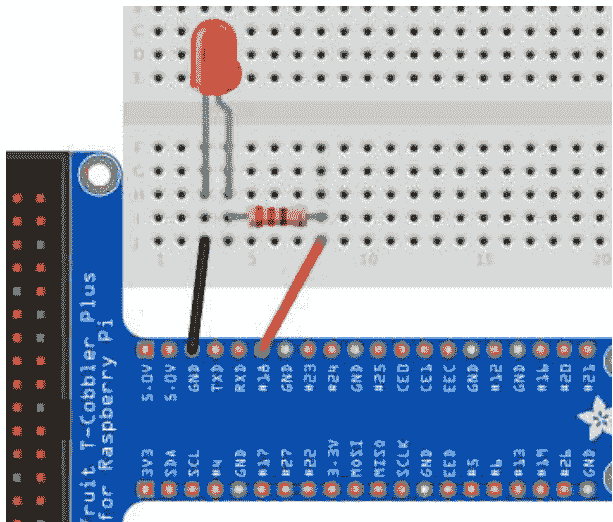 1 5 10 15 20
fruit T-Cobbler Plus
for Raspberry Pi
5.0V 5.0V GND TXD RXD #18 GND #23 #24 GND #25 CE0 CE1 EEC GND #12 GND #16 #20 #21
3V3 SDA SCL #4 GND #17 #27 #22 3.3V MOSI MISO SCLK GND EED #5 #6 #13 #19 #26 GND